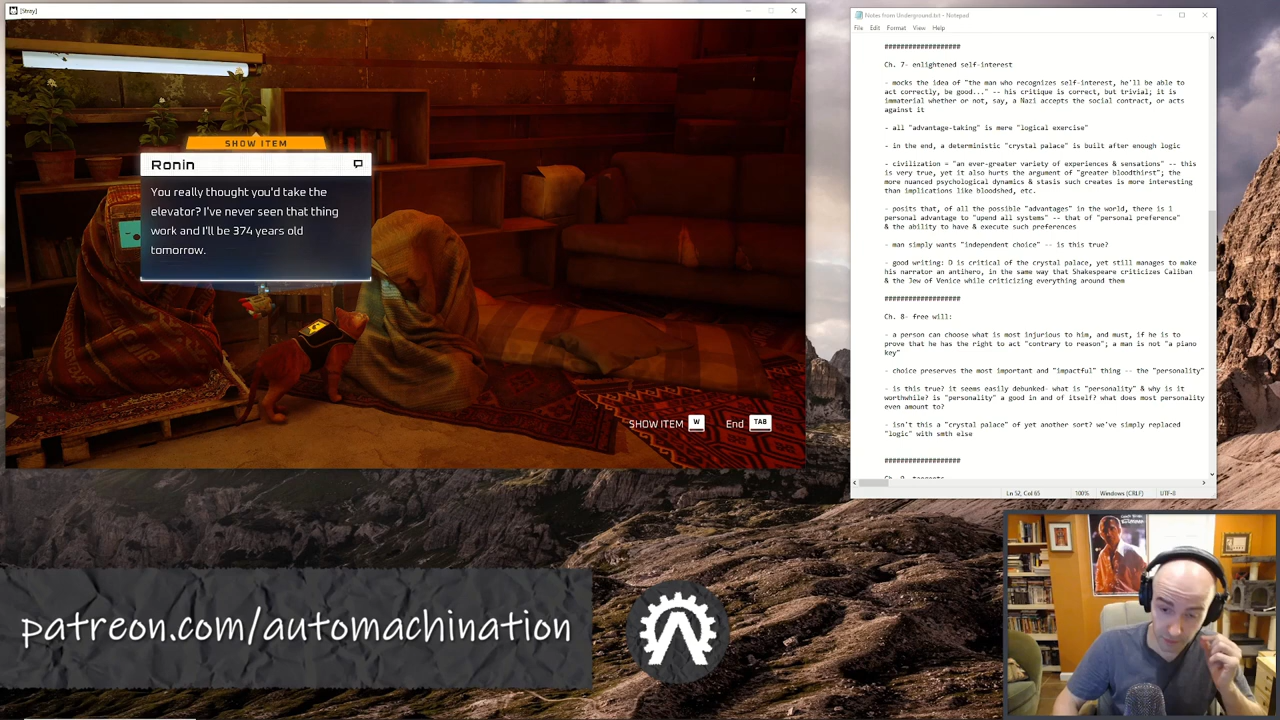 [Stray]
SHOW ITEM
Ronin
You really thought you'd take the
elevator? I've never seen that thing
work and I'll be 374 years old
tomorrow.
SHOW ITEM W End TAB
Notes from Underground.txt - Notepad
File Edit Format View Help
###################
Ch. 7- enlightened self-interest
- mocks the idea of "the man who recognizes self-interest, he'll be able to
act correctly, be good..." -- his critique is correct, but trivial; it is
immaterial whether or not, say, a Nazi accepts the social contract, or acts
against it
- all "advantage-taking" is mere "logical exercise"
- in the end, a deterministic "crystal palace" is built after enough logic
- civilization = "an ever-greater variety of experiences & sensations" -- this
is very true, yet it also hurts the argument of "greater bloodthirst"; the
more nuanced psychological dynamics & stasis such creates is more interesting
than implications like bloodshed, etc.
- posits that, of all the possible "advantages" in the world, there is 1
personal advantage to "upend all systems" -- that of "personal preference"
& the ability to have & execute such preferences
- man simply wants "independent choice" -- is this true?
- good writing: D is critical of the crystal palace, yet still manages to make
his narrator an antihero, in the same way that Shakespeare criticizes Caliban
& the Jew of Venice while criticizing everything around them
###################
Ch. 8- free will:
- a person can choose what is most injurious to him, and must, if he is to
prove that he has the right to act "contrary to reason"; a man is not "a piano
key"
- choice preserves the most important and "impactful" thing -- the "personality"
- is this true? it seems easily debunked- what is "personality" & why is it
worthwhile? is "personality" a good in and of itself? what does most personality
even amount to?
- isn't this a "crystal palace" of yet another sort? we've simply replaced
"logic" with smth else
###################
Ch. 9- tangents
Ln 52, Col 65 100% Windows (CRLF) UTF-8
patreon.com/automachination